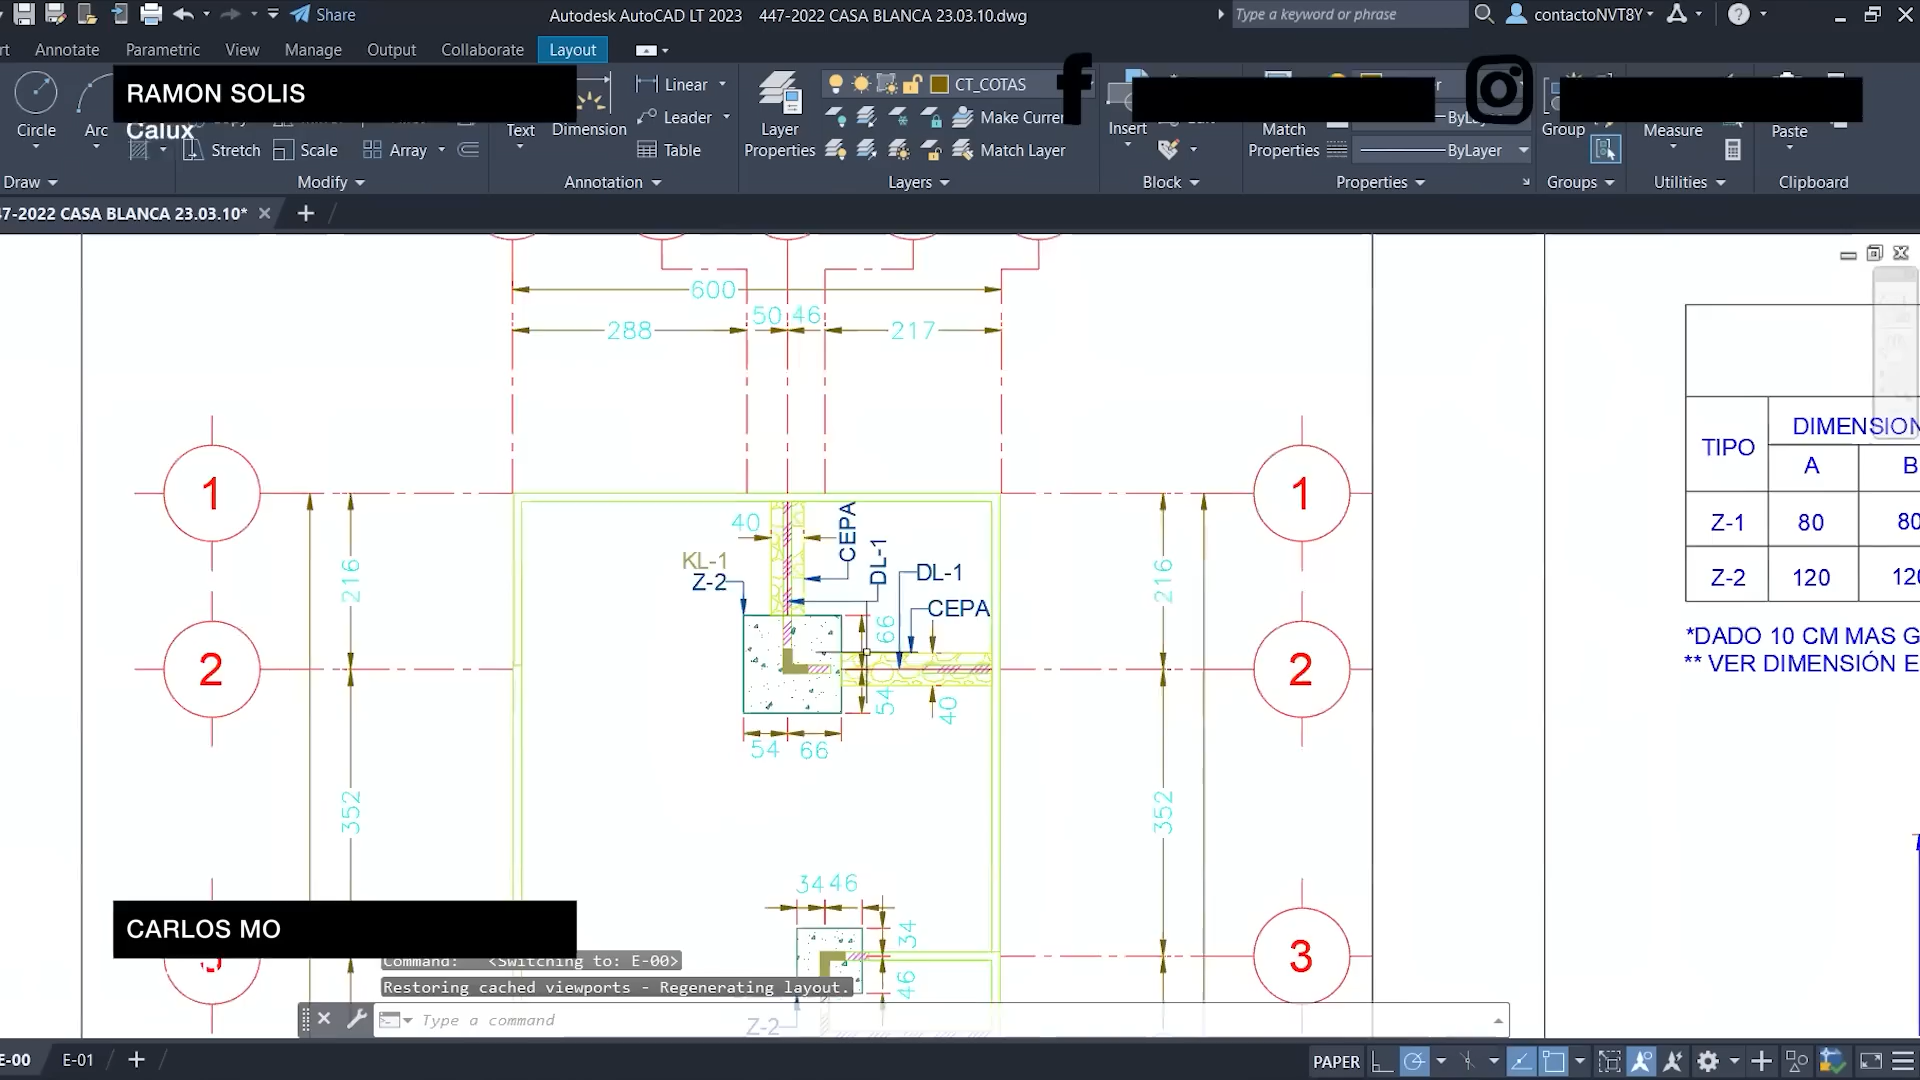 Share
Autodesk AutoCAD LT 2023 447-2022 CASA BLANCA 23.03.10.dwg
Type a keyword or phrase
contactoNVT8Y
Annotate Parametric View Manage Output Collaborate Layout
RAMON SOLIS
Calux
Circle Arc
Stretch Scale Array
Text Dimension
Linear
Leader
Table
Layer
Properties
CT_COTAS
Make Curren
Match Layer
Insert
Match
Properties
ByLayer
Group
Measure
Paste
Draw Modify Annotation Layers Block Properties Groups Utilities Clipboard
47-2022 CASA BLANCA 23.03.10*
600
50 46
288 217
1 1
40
CEPA
KL-1
Z-2
DL-1
DL-1
CEPA
216 216
66
2 2
54
40
54 66
352 352
34 46
34
46
3
Z-2
TIPO
DIMENSION
A B
Z-1 80 80
Z-2 120 120
*DADO 10 CM MAS G
** VER DIMENSIÓN E
CARLOS MO
Command: <Switching to: E-00>
Restoring cached viewports - Regenerating layout.
Type a command
E-00 E-01
PAPER